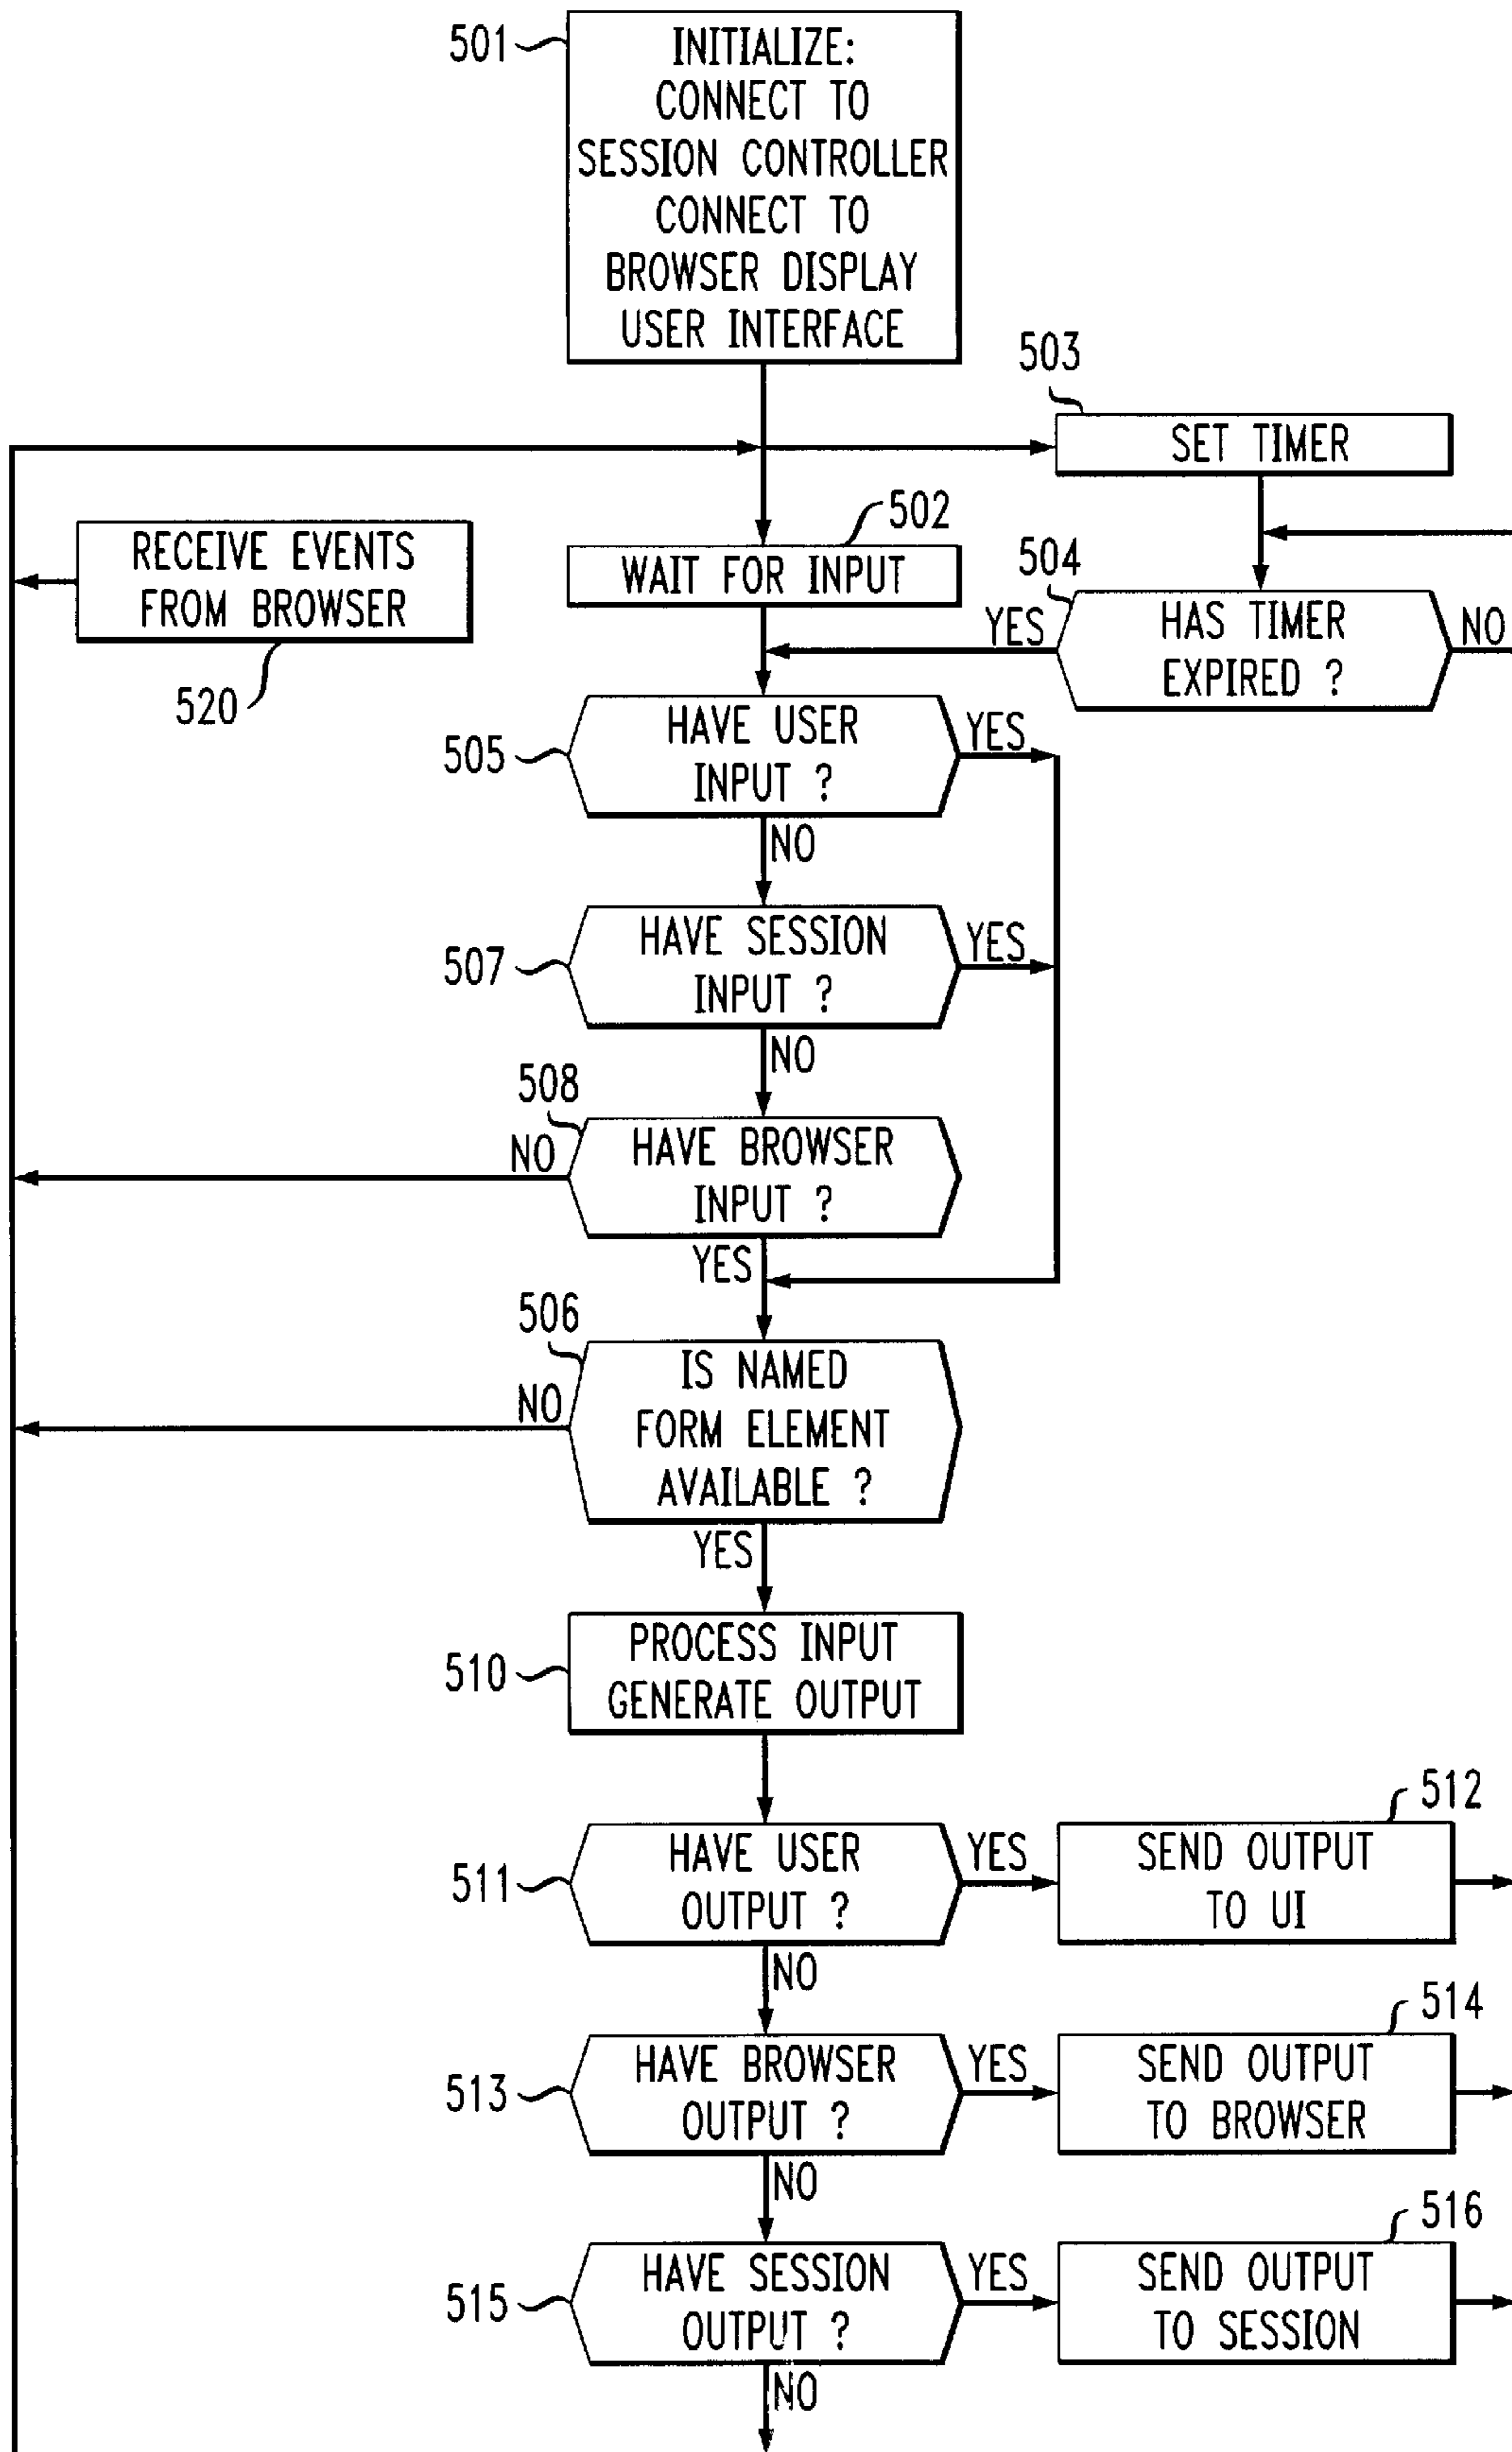 501
INITIALIZE:
CONNECT TO
SESSION CONTROLLER
CONNECT TO
BROWSER DISPLAY
USER INTERFACE
503
SET TIMER
502
WAIT FOR INPUT
RECEIVE EVENTS
FROM BROWSER
520
504
HAS TIMER
EXPIRED ?
YES
NO
505
HAVE USER
INPUT ?
YES
NO
507
HAVE SESSION
INPUT ?
YES
NO
508
HAVE BROWSER
INPUT ?
NO
YES
506
IS NAMED
FORM ELEMENT
AVAILABLE ?
NO
YES
510
PROCESS INPUT
GENERATE OUTPUT
511
HAVE USER
OUTPUT ?
YES
512
SEND OUTPUT
TO UI
NO
513
HAVE BROWSER
OUTPUT ?
YES
514
SEND OUTPUT
TO BROWSER
NO
515
HAVE SESSION
OUTPUT ?
YES
516
SEND OUTPUT
TO SESSION
NO